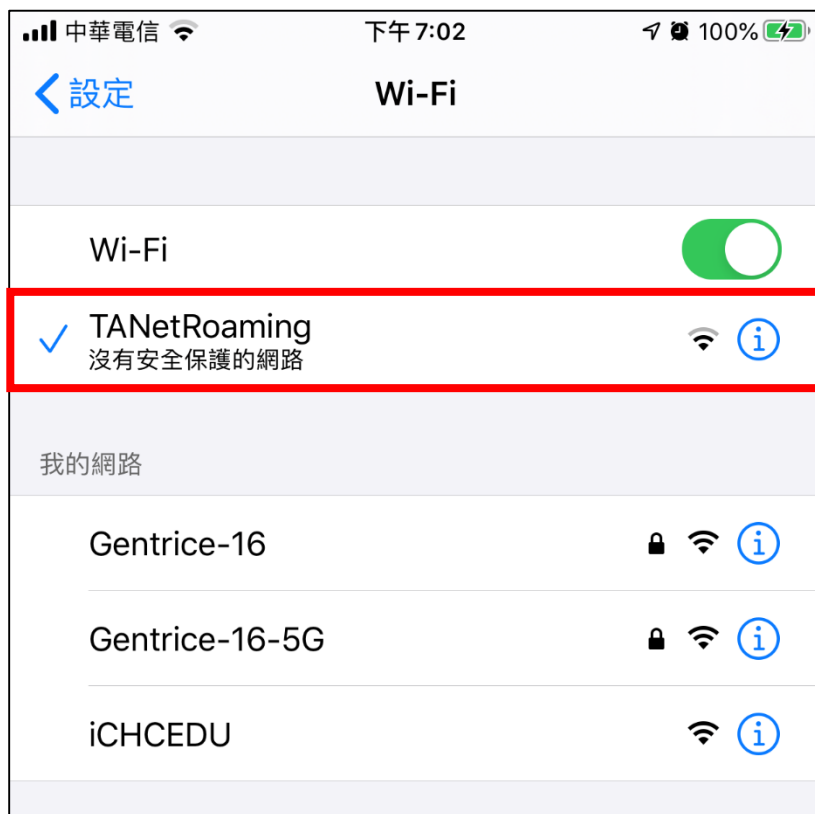 中華電信 下午7:02 100%
設定 Wi-Fi
Wi-Fi
TANetRoaming
沒有安全保護的網路
我的網路
Gentrice-16
Gentrice-16-5G
iCHCEDU